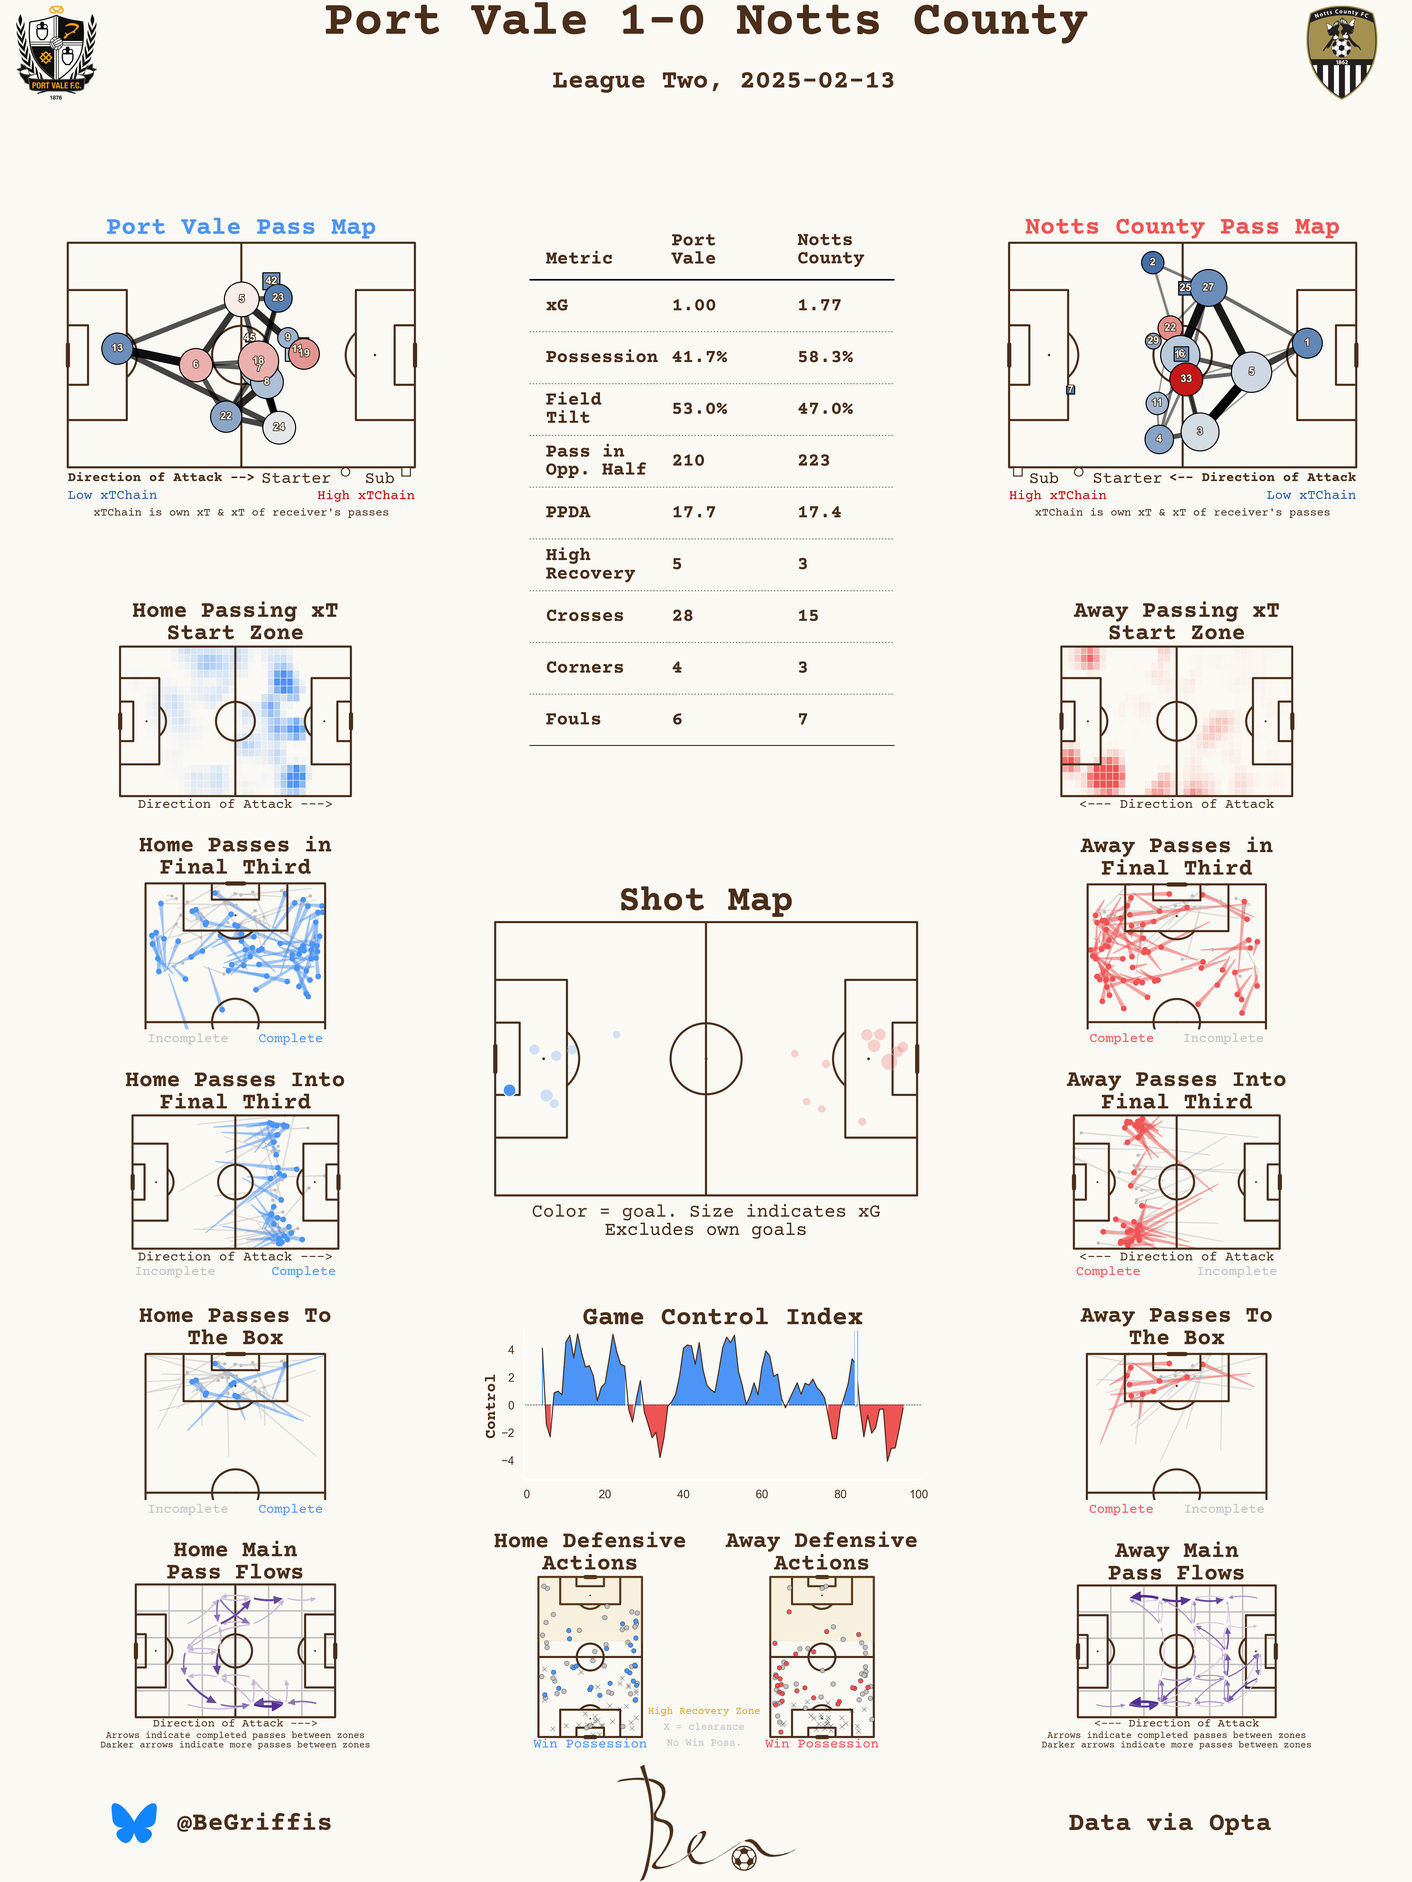 Port Vale 1-0 Notts County
League Two, 2025-02-13
PORT VALE F.C.
1876
Notts County FC
1862
Port Vale Pass Map
42
5
23
9
45
13
11
19
6
18
7
8
22
24
Direction of Attack --> Starter Sub
Low xTChain High xTChain
xTChain is own xT & xT of receiver's passes
Metric Port Vale Notts County
xG 1.00 1.77
Possession 41.7% 58.3%
Field Tilt 53.0% 47.0%
Pass in Opp. Half 210 223
PPDA 17.7 17.4
High Recovery 5 3
Crosses 28 15
Corners 4 3
Fouls 6 7
Notts County Pass Map
2
25
27
22
29
1
33
5
7
11
4
3
Sub Starter <-- Direction of Attack
High xTChain Low xTChain
xTChain is own xT & xT of receiver's passes
Home Passing xT
Start Zone
Direction of Attack --->
Away Passing xT
Start Zone
<--- Direction of Attack
Home Passes in
Final Third
Incomplete Complete
Away Passes in
Final Third
Complete Incomplete
Shot Map
Color = goal. Size indicates xG
Excludes own goals
Home Passes Into
Final Third
Direction of Attack --->
Incomplete Complete
Away Passes Into
Final Third
<--- Direction of Attack
Complete Incomplete
Home Passes To
The Box
Incomplete Complete
Game Control Index
Control
4
2
0
−2
−4
0 20 40 60 80 100
Away Passes To
The Box
Complete Incomplete
Home Main
Pass Flows
Direction of Attack --->
Arrows indicate completed passes between zones
Darker arrows indicate more passes between zones
Home Defensive
Actions
Win Possession
Away Defensive
Actions
Win Possession
High Recovery Zone
X = clearance
No Win Poss.
Away Main
Pass Flows
<--- Direction of Attack
Arrows indicate completed passes between zones
Darker arrows indicate more passes between zones
@BeGriffis
Ben
Data via Opta